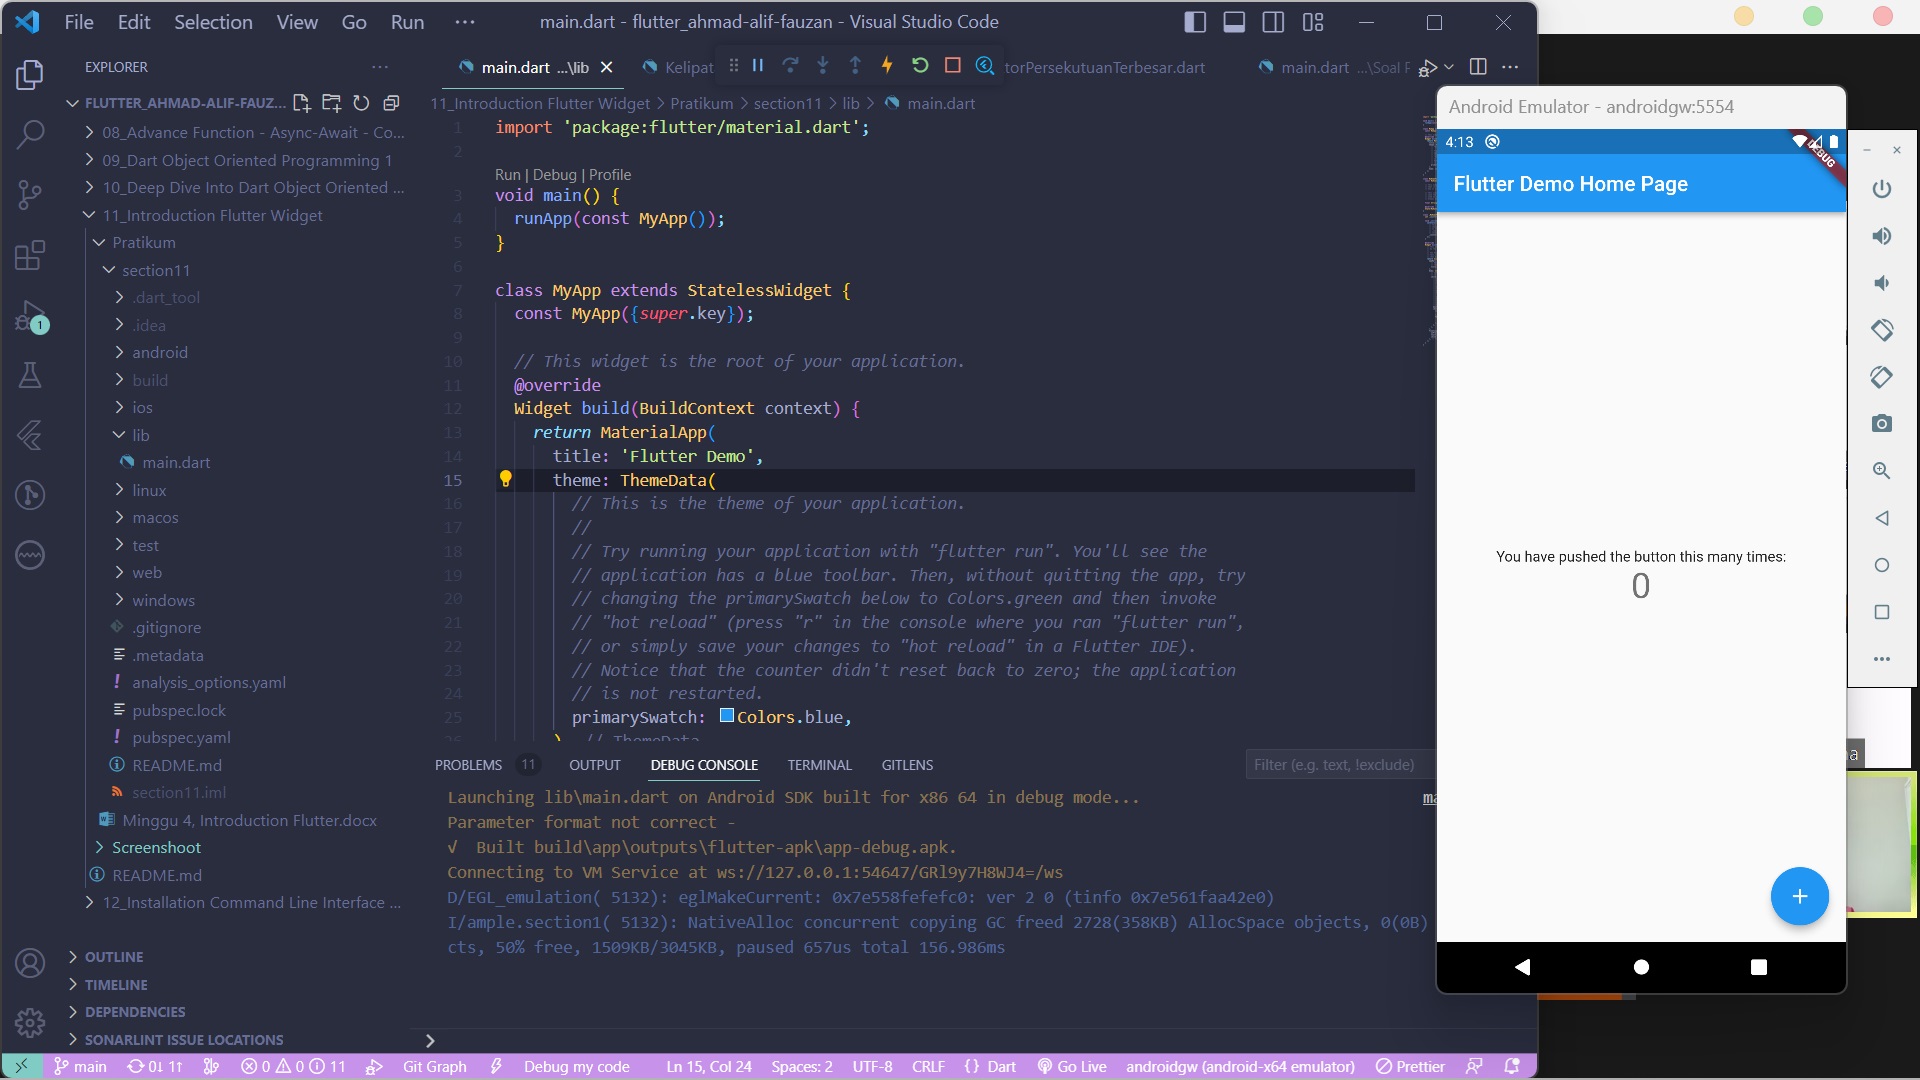 File Edit Selection View Go Run ··· main.dart - flutter_ahmad-alif-fauzan - Visual Studio Code
EXPLORER
FLUTTER_AHMAD-ALIF-FAUZ...
08_Advance Function - Async-Await - Co...
09_Dart Object Oriented Programming 1
10_Deep Dive Into Dart Object Oriented ...
11_Introduction Flutter Widget
Pratikum
section11
.dart_tool
.idea
android
build
ios
lib
main.dart
linux
macos
test
web
windows
.gitignore
.metadata
analysis_options.yaml
pubspec.lock
pubspec.yaml
README.md
section11.iml
Minggu 4, Introduction Flutter.docx
Screenshoot
README.md
12_Installation Command Line Interface ...
OUTLINE
TIMELINE
DEPENDENCIES
SONARLINT ISSUE LOCATIONS
1
main.dart ...\lib Kelipat torPersekutuanTerbesar.dart main.dart ...\Soal P
11_Introduction Flutter Widget > Pratikum > section11 > lib > main.dart
1 import 'package:flutter/material.dart';
2
Run | Debug | Profile
3 void main() {
4 runApp(const MyApp());
5 }
6
7 class MyApp extends StatelessWidget {
8 const MyApp({super.key});
9
10 // This widget is the root of your application.
11 @override
12 Widget build(BuildContext context) {
13 return MaterialApp(
14 title: 'Flutter Demo',
15 theme: ThemeData(
16 // This is the theme of your application.
17 //
18 // Try running your application with "flutter run". You'll see the
19 // application has a blue toolbar. Then, without quitting the app, try
20 // changing the primarySwatch below to Colors.green and then invoke
21 // "hot reload" (press "r" in the console where you ran "flutter run",
22 // or simply save your changes to "hot reload" in a Flutter IDE).
23 // Notice that the counter didn't reset back to zero; the application
24 // is not restarted.
25 primarySwatch: Colors.blue,
26 ), // ThemeData
PROBLEMS 11 OUTPUT DEBUG CONSOLE TERMINAL GITLENS Filter (e.g. text, !exclude)
Launching lib\main.dart on Android SDK built for x86 64 in debug mode...
ma
Parameter format not correct -
√ Built build\app\outputs\flutter-apk\app-debug.apk.
Connecting to VM Service at ws://127.0.0.1:54647/GRl9y7H8WJ4=/ws
D/EGL_emulation( 5132): eglMakeCurrent: 0x7e558fefefc0: ver 2 0 (tinfo 0x7e561faa42e0)
I/ample.section1( 5132): NativeAlloc concurrent copying GC freed 2728(358KB) AllocSpace objects, 0(0B)
cts, 50% free, 1509KB/3045KB, paused 657us total 156.986ms
main 0↓ 1↑ 0 0 11 Git Graph Debug my code Ln 15, Col 24 Spaces: 2 UTF-8 CRLF { } Dart Go Live androidgw (android-x64 emulator) Prettier
Android Emulator - androidgw:5554
4:13
DEBUG
Flutter Demo Home Page
You have pushed the button this many times:
0
+
a